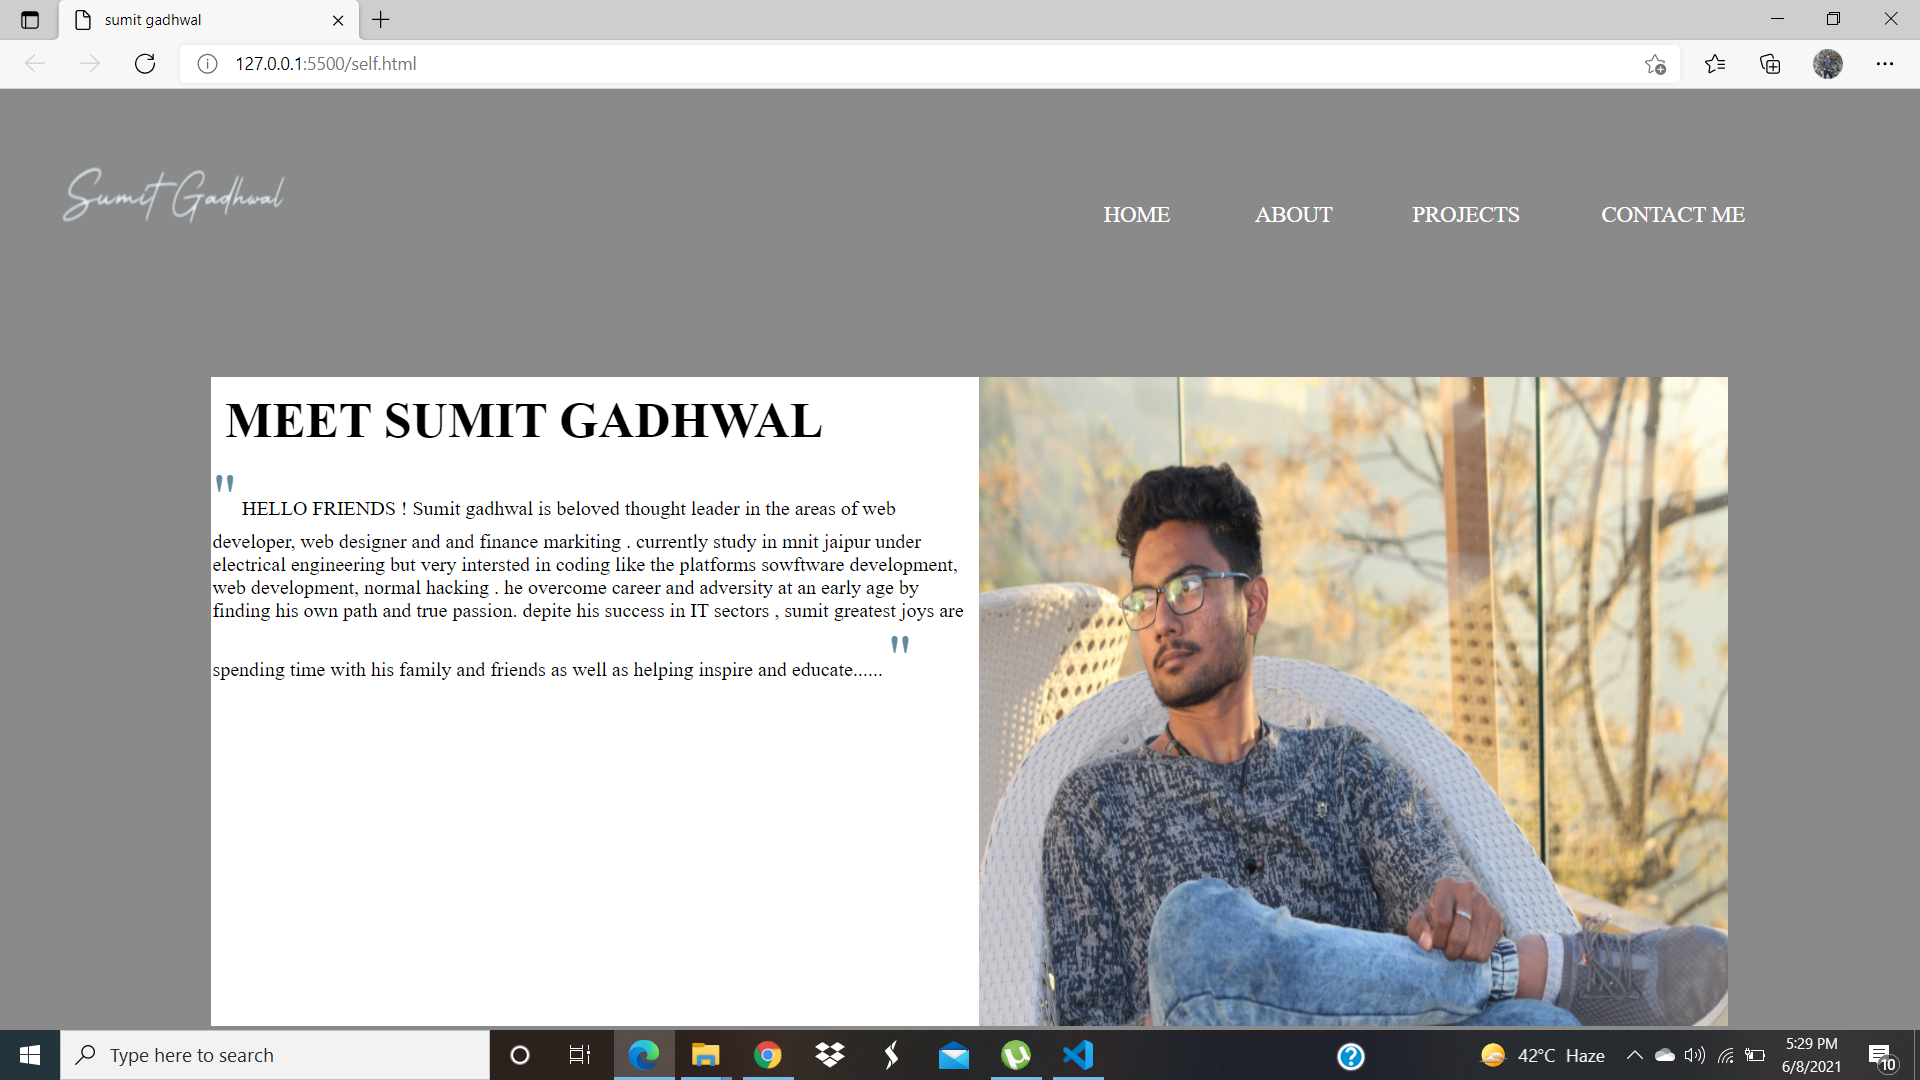 sumit gadhwal
127.0.0.1:5500/self.html
Sumit Gadhwal
HOME ABOUT PROJECTS CONTACT ME
MEET SUMIT GADHWAL
" HELLO FRIENDS ! Sumit gadhwal is beloved thought leader in the areas of web
developer, web designer and and finance markiting . currently study in mnit jaipur under
electrical engineering but very intersted in coding like the platforms sowftware development,
web development, normal hacking . he overcome career and adversity at an early age by
finding his own path and true passion. depite his success in IT sectors , sumit greatest joys are
spending time with his family and friends as well as helping inspire and educate...... "
Type here to search
42°C Haze
5:29 PM
6/8/2021
10